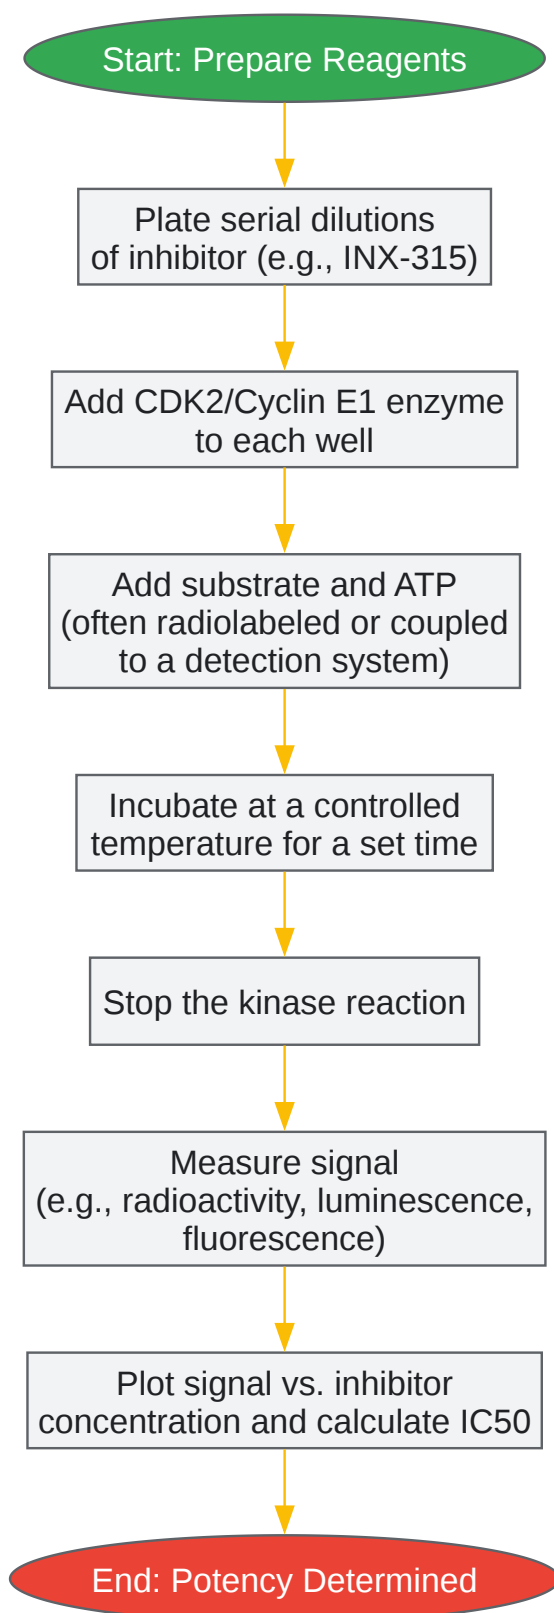 Start: Prepare Reagents
Plate serial dilutions
of inhibitor (e.g., INX-315)
Add CDK2/Cyclin E1 enzyme
to each well
Add substrate and ATP
(often radiolabeled or coupled
to a detection system)
Incubate at a controlled
temperature for a set time
Stop the kinase reaction
Measure signal
(e.g., radioactivity, luminescence,
fluorescence)
Plot signal vs. inhibitor
concentration and calculate IC50
End: Potency Determined